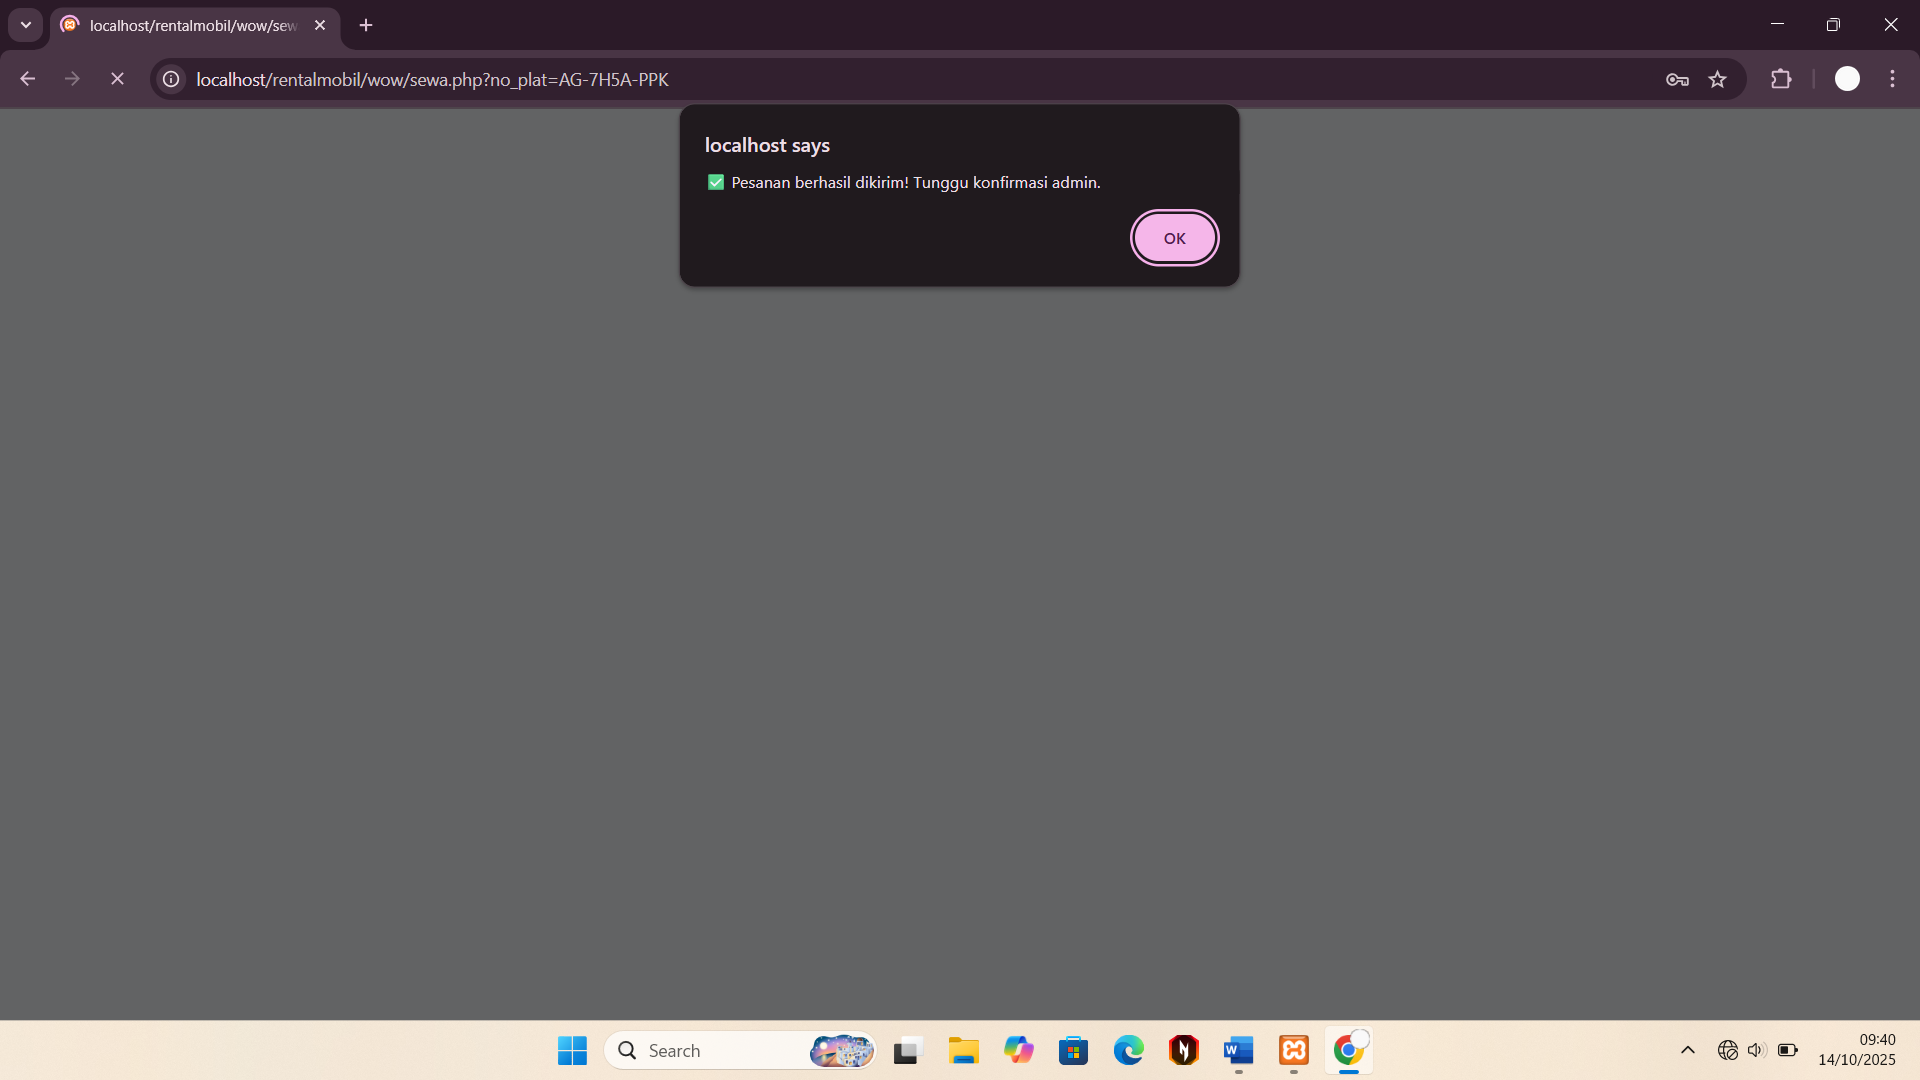 localhost/rentalmobil/wow/sew
localhost/rentalmobil/wow/sewa.php?no_plat=AG-7H5A-PPK
localhost says
✅ Pesanan berhasil dikirim! Tunggu konfirmasi admin.
OK
Search
09:40
14/10/2025